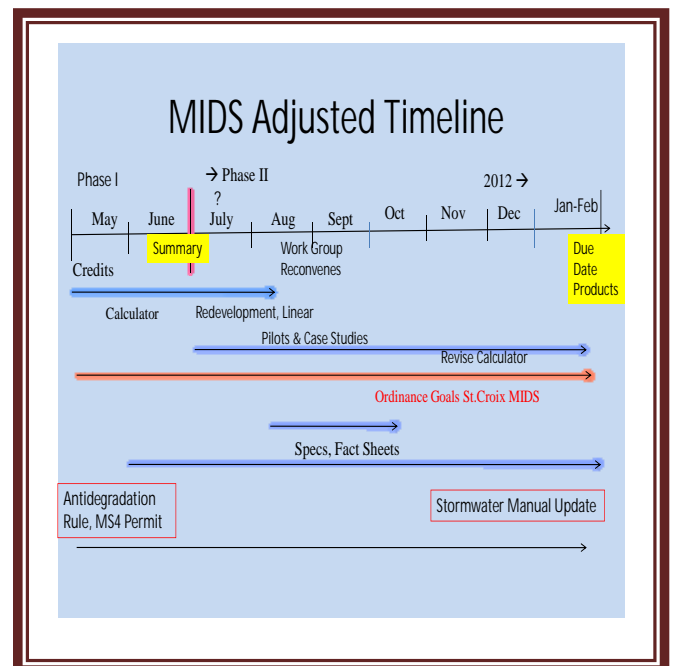 MIDS Adjusted Timeline
Phase I
→ Phase II
?
2012 →
May
June
July
Aug
Sept
Oct
Nov
Dec
Jan-Feb
Summary
Work Group
Reconvenes
Due
Date
Products
Credits
Calculator
Redevelopment, Linear
Pilots & Case Studies
Revise Calculator
Ordinance Goals St.Croix MIDS
Specs, Fact Sheets
Antidegradation
Rule, MS4 Permit
Stormwater Manual Update